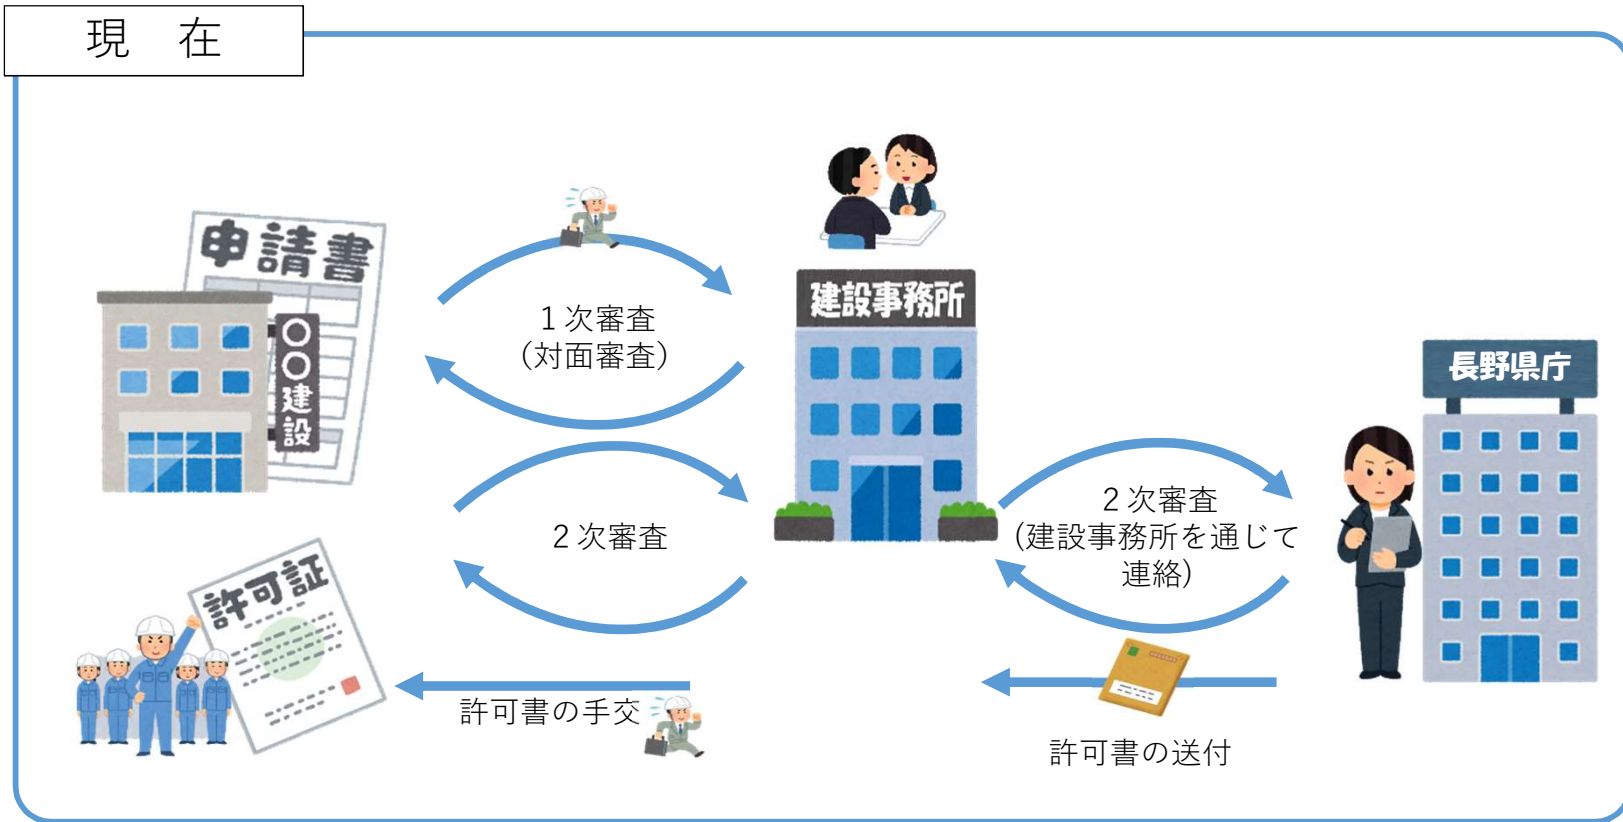 現　在
申請書
〇〇建設
1次審査
(対面審査)
建設事務所
長野県庁
2次審査
2次審査
(建設事務所を通じて
連絡)
許可証
許可書の手交
許可書の送付